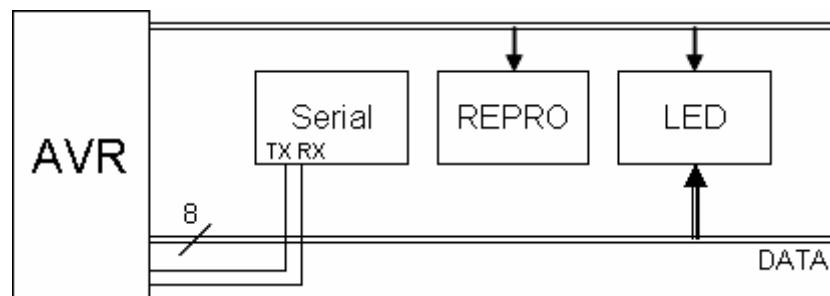 AVR
Serial
TX RX
REPRO
LED
8
DATA